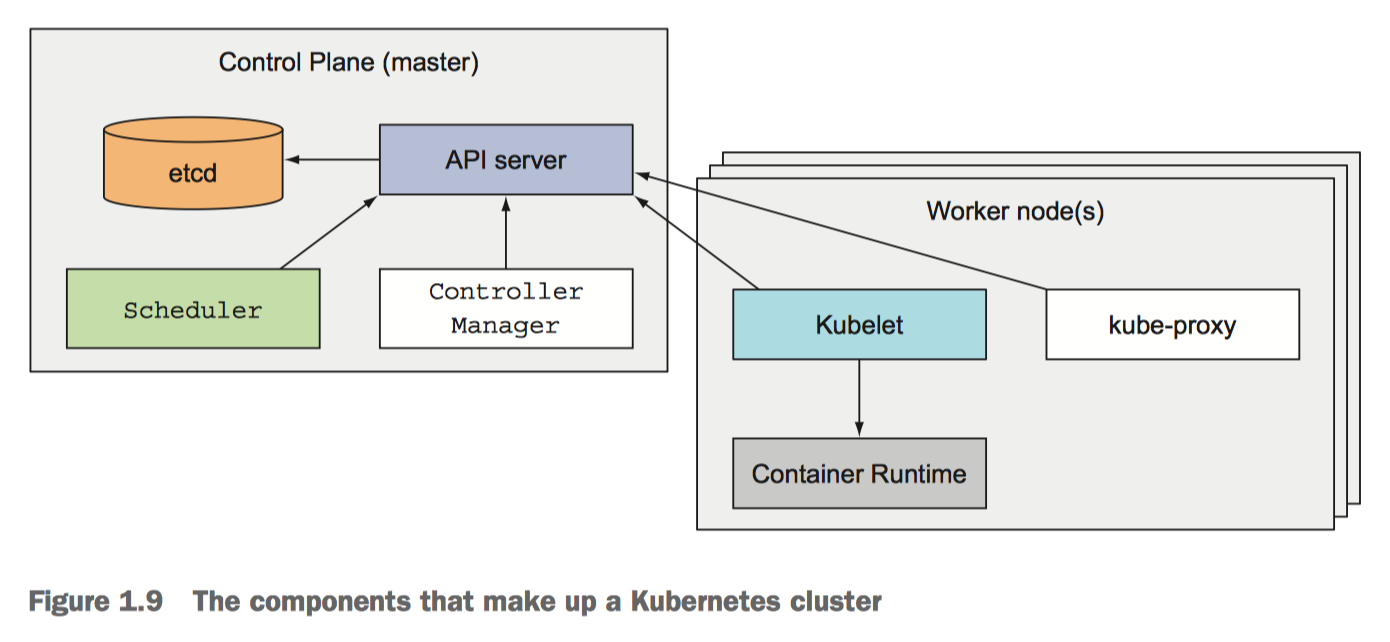 Control Plane (master)
etcd
API server
Scheduler
Controller
Manager
Worker node(s)
Kubelet
kube-proxy
Container Runtime
Figure 1.9 The components that make up a Kubernetes cluster